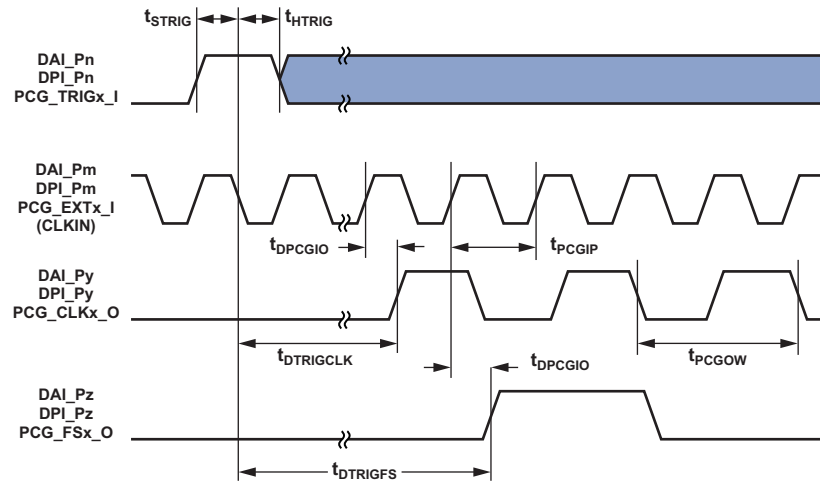 tSTRIG
tHTRIG
DAI_Pn
DPI_Pn
PCG_TRIGx_I
DAI_Pm
DPI_Pm
PCG_EXTx_I
(CLKIN)
tDPCGIO
tPCGIP
DAI_Py
DPI_Py
PCG_CLKx_O
tDTRIGCLK
tDPCGIO
tPCGOW
DAI_Pz
DPI_Pz
PCG_FSx_O
tDTRIGFS